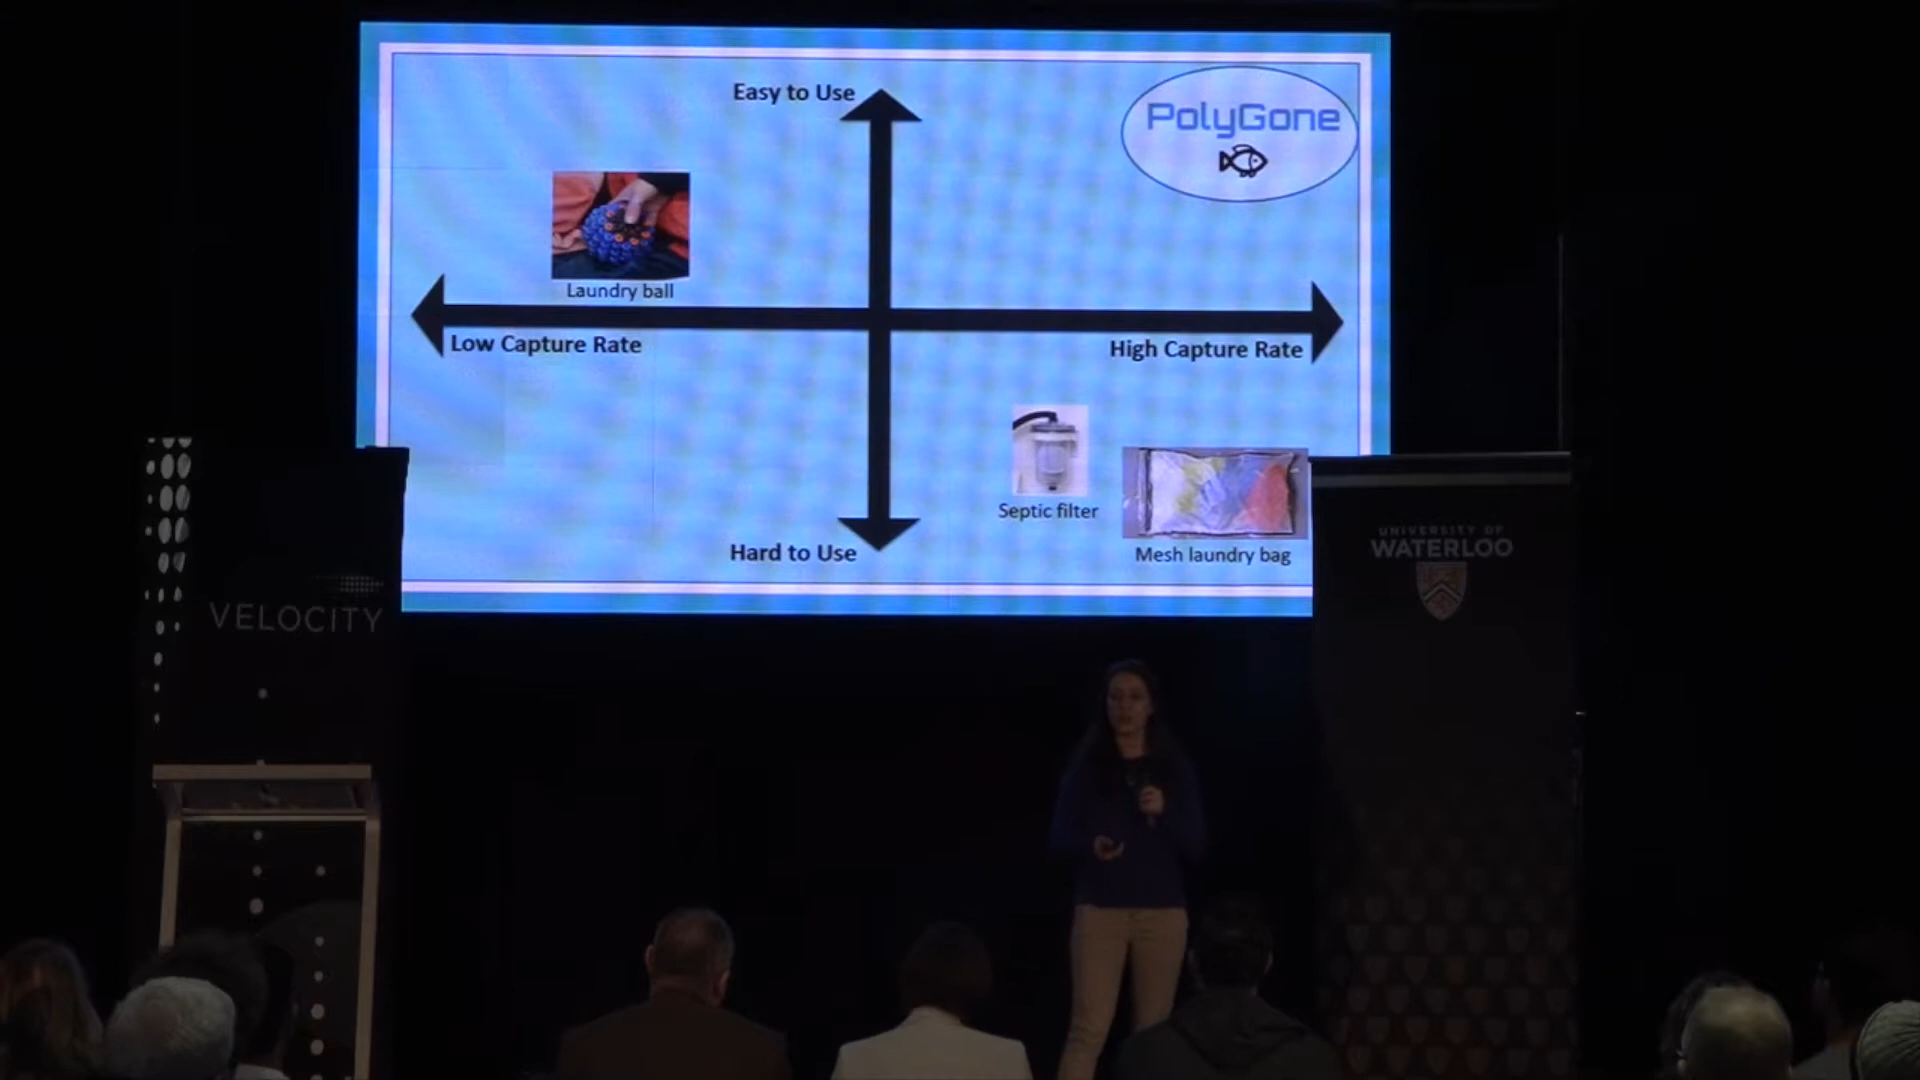 Easy to Use
PolyGone
Laundry ball
Low Capture Rate
High Capture Rate
Septic filter
Mesh laundry bag
Hard to Use
UNIVERSITY OF
WATERLOO
VELOCITY